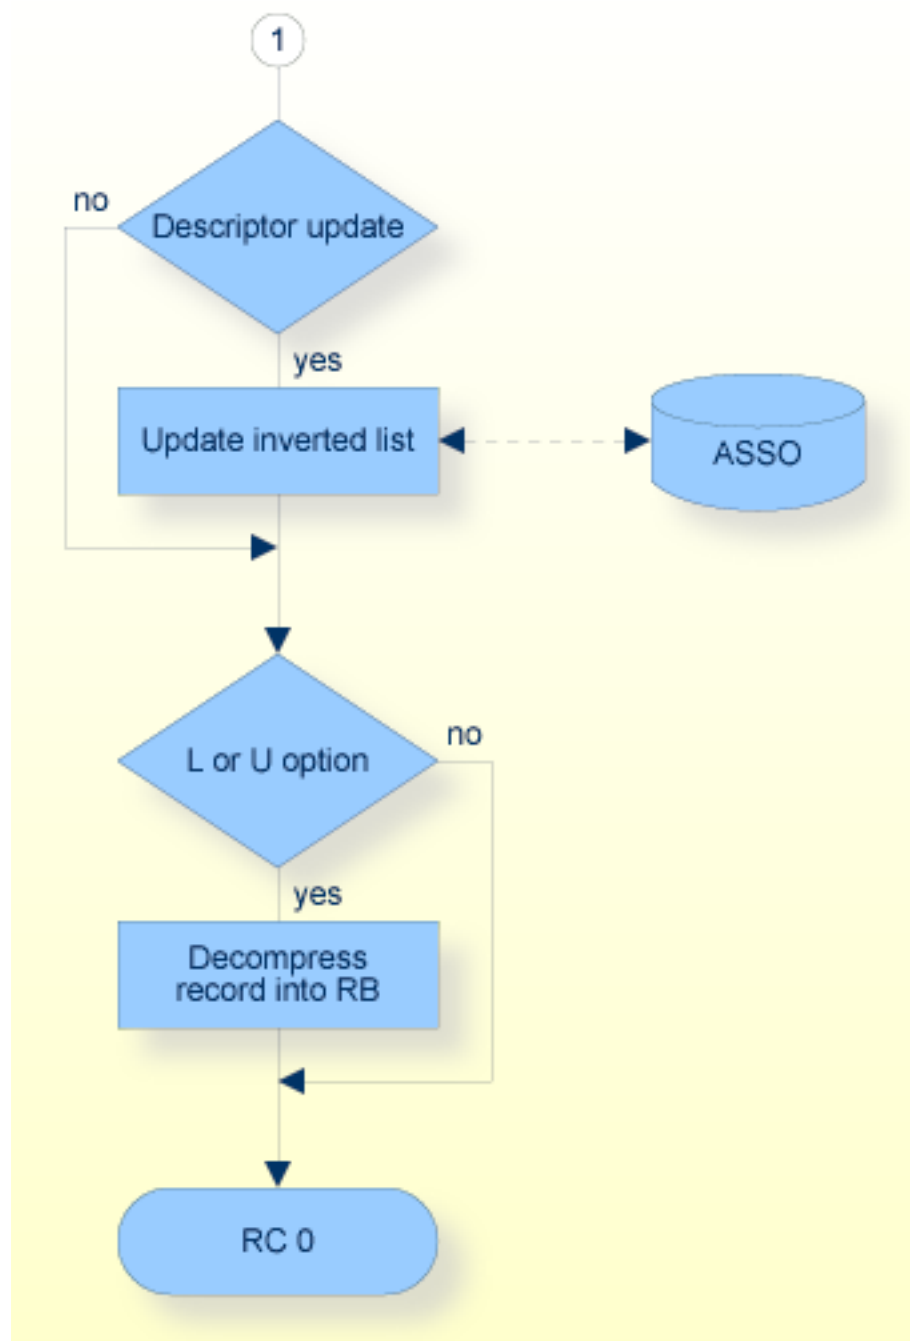 1
no
Descriptor update
yes
Update inverted list
ASSO
no
L or U option
yes
Decompress
record into RB
RC 0